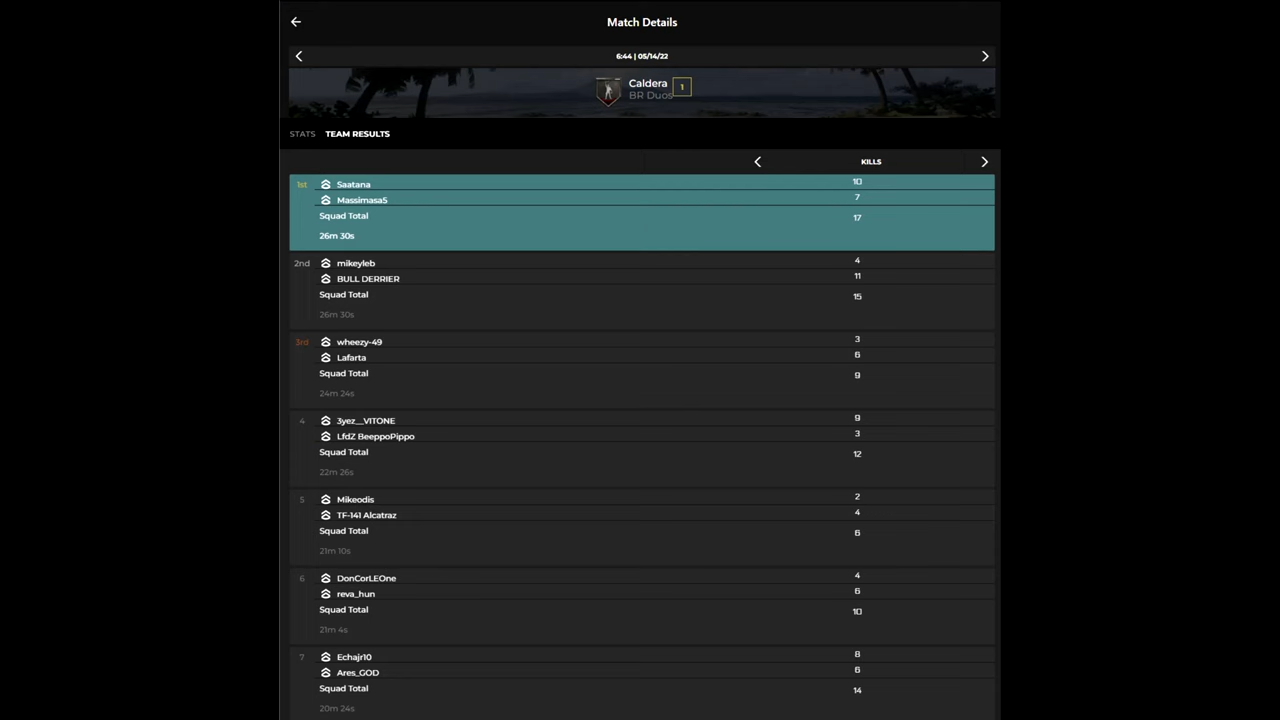 Match Details
6:44 | 05/14/22
Caldera 1
BR Duos
STATS TEAM RESULTS
KILLS
1st Saatana 10
Massimasa5 7
Squad Total 17
26m 30s
2nd mikeyleb 4
BULL DERRIER 11
Squad Total 15
26m 30s
3rd wheezy-49 3
Lafarta 6
Squad Total 9
24m 24s
4 3yez__VITONE 9
LfdZ BeeppoPippo 3
Squad Total 12
22m 26s
5 Mikeodis 2
TF-141 Alcatraz 4
Squad Total 6
21m 10s
6 DonCorLEOne 4
reva_hun 6
Squad Total 10
21m 4s
7 Echajr10 8
Ares_GOD 6
Squad Total 14
20m 24s